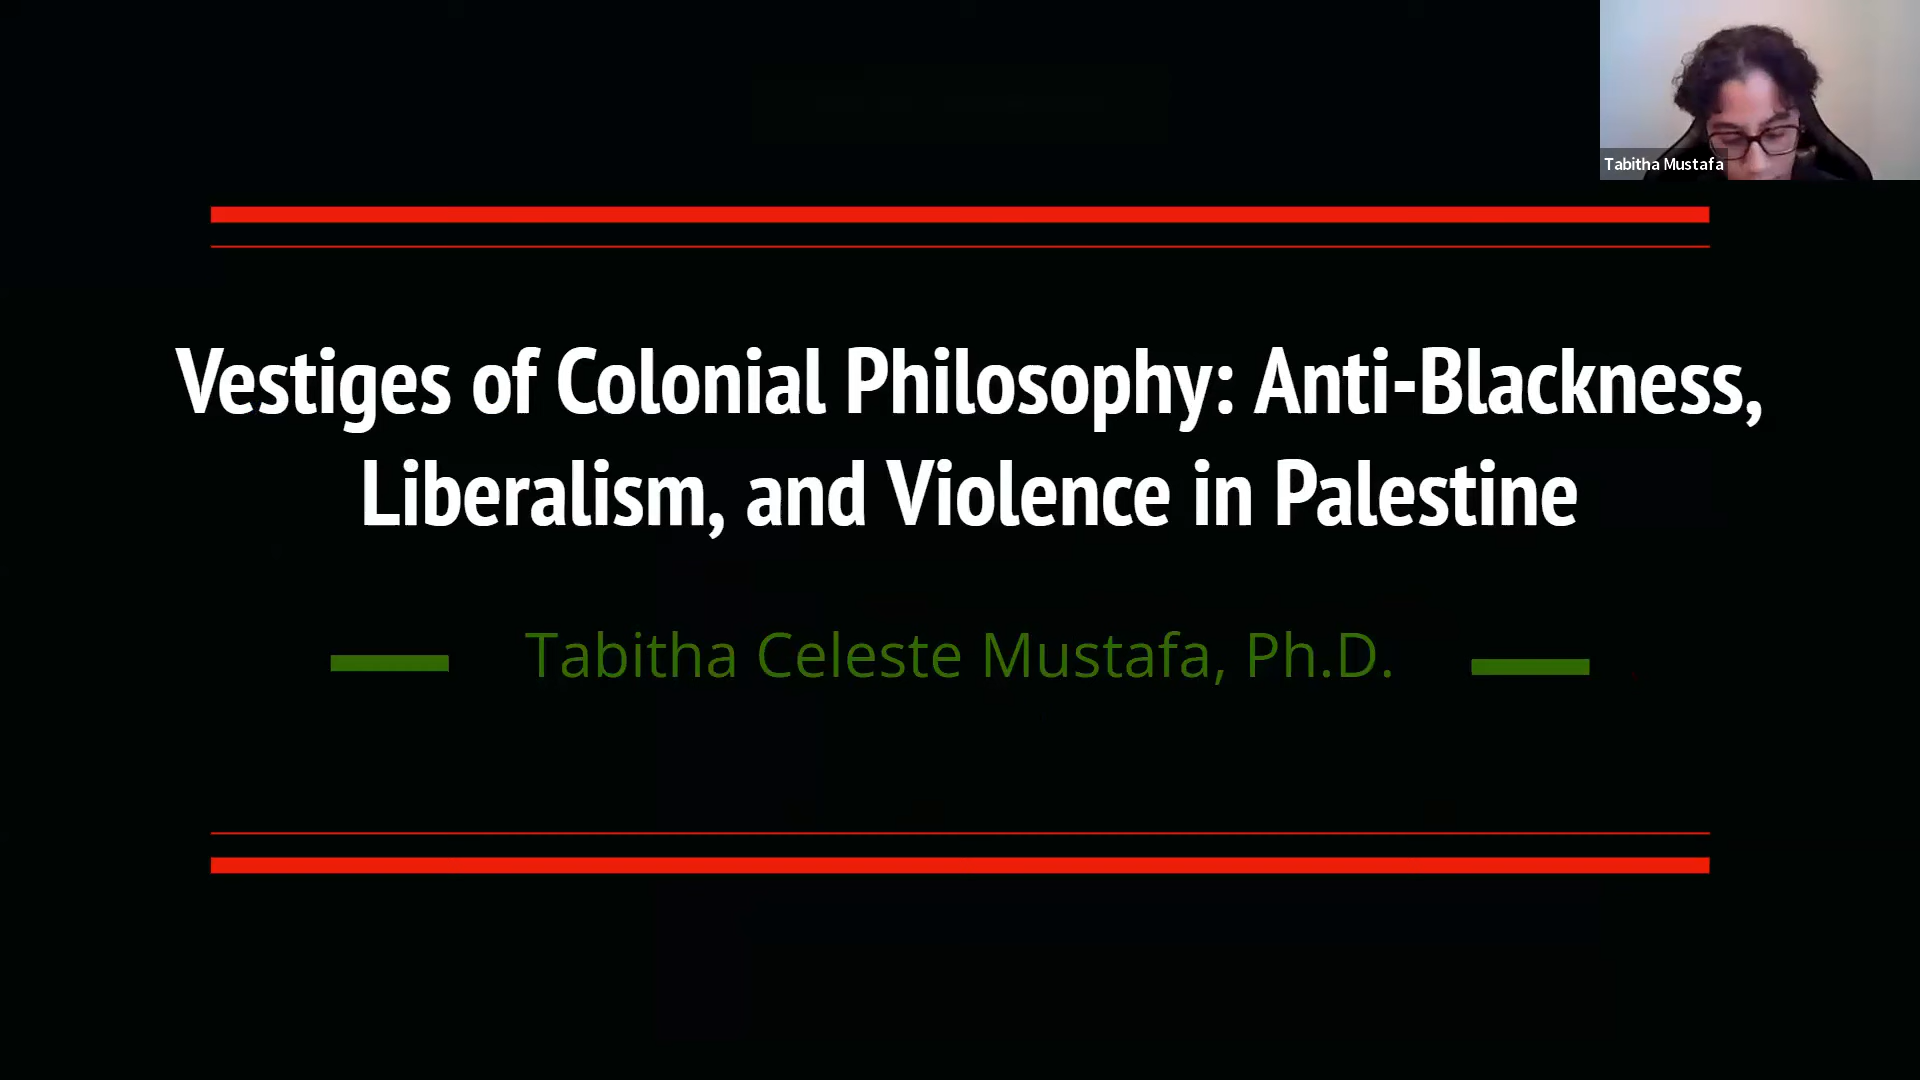 Tabitha Mustafa
Vestiges of Colonial Philosophy: Anti-Blackness,
Liberalism, and Violence in Palestine
Tabitha Celeste Mustafa, Ph.D.